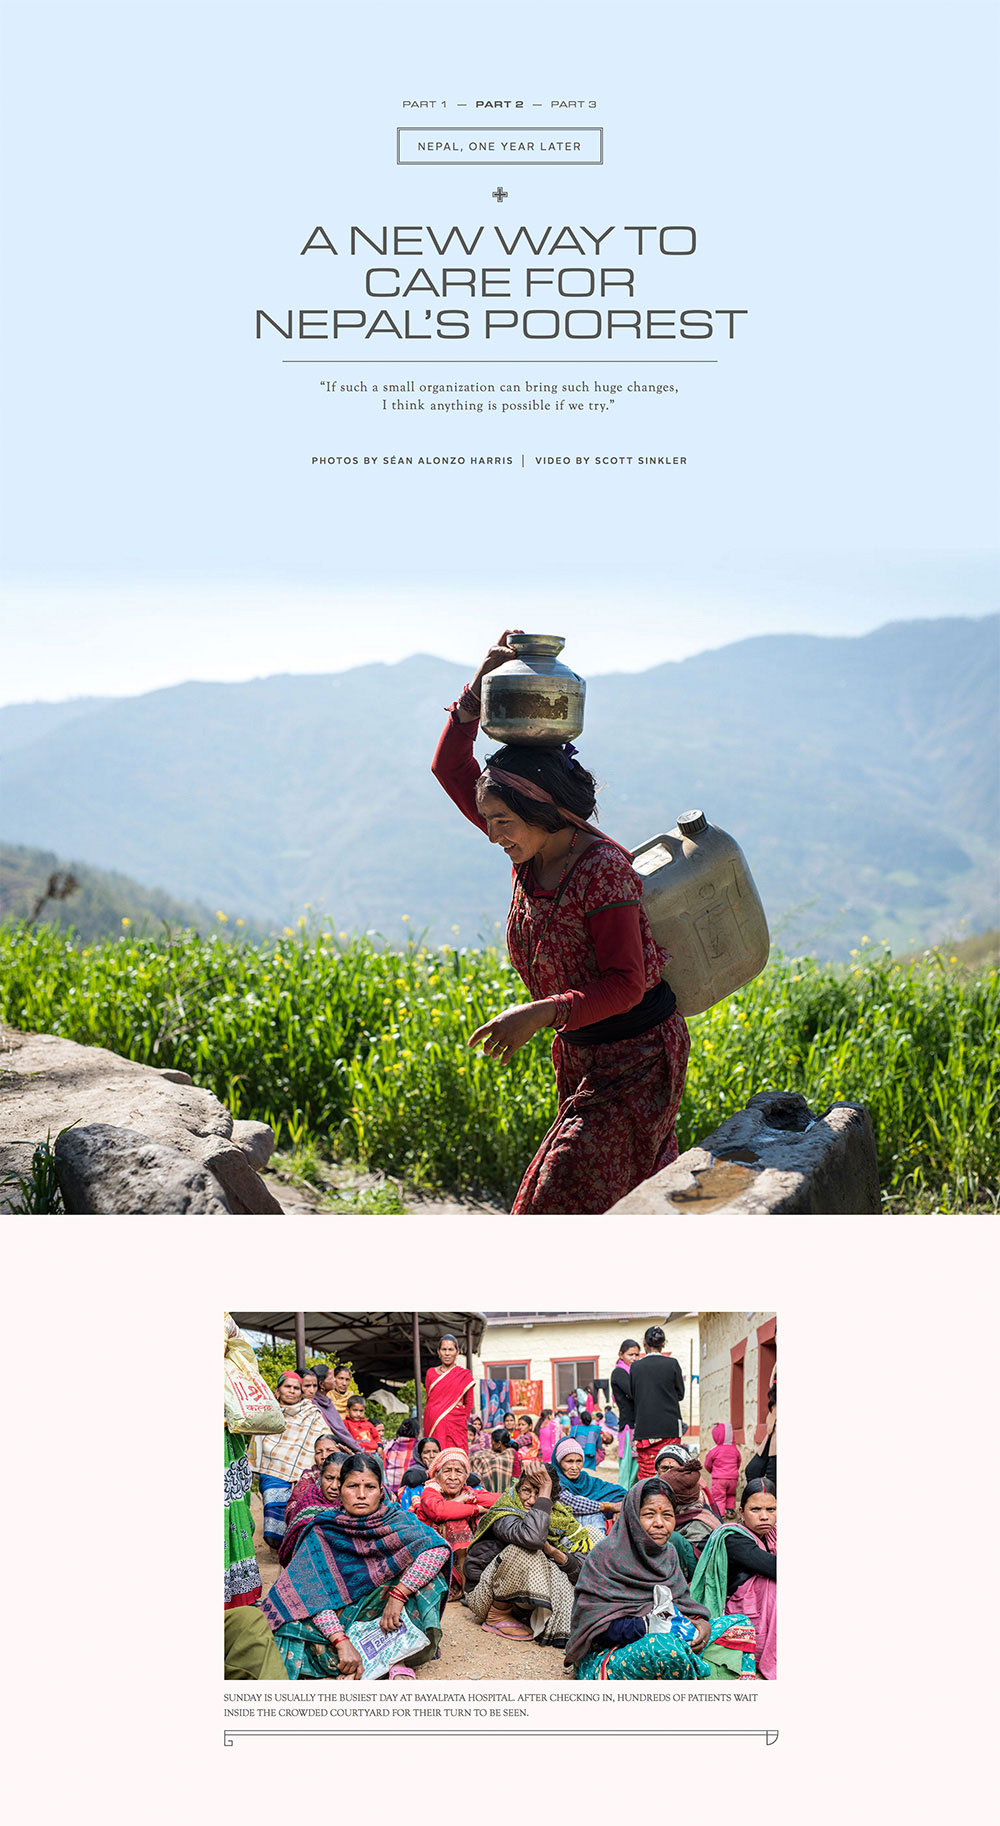 PART 1 — PART 2 — PART 3
NEPAL, ONE YEAR LATER
A NEW WAY TO
CARE FOR
NEPAL’S POOREST
“If such a small organization can bring such huge changes,
I think anything is possible if we try.”
PHOTOS BY SÉAN ALONZO HARRIS | VIDEO BY SCOTT SINKLER
SUNDAY IS USUALLY THE BUSIEST DAY AT BAYALPATA HOSPITAL. AFTER CHECKING IN, HUNDREDS OF PATIENTS WAIT
INSIDE THE CROWDED COURTYARD FOR THEIR TURN TO BE SEEN.